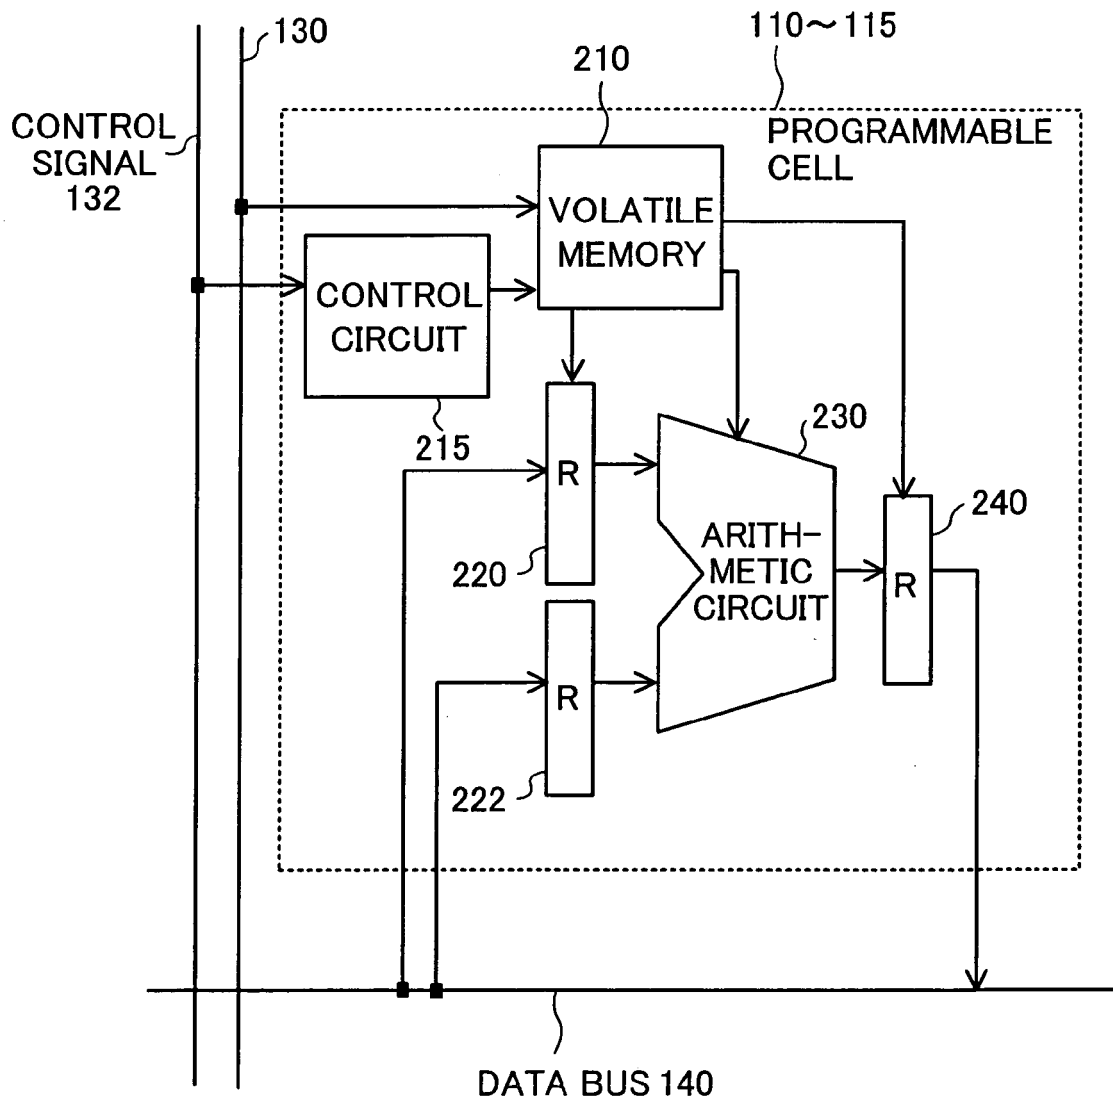 130
110～115
210
CONTROL
SIGNAL
132
PROGRAMMABLE
CELL
VOLATILE
MEMORY
CONTROL
CIRCUIT
215
230
R
240
ARITH-
METIC
CIRCUIT
220
R
R
222
DATA BUS 140